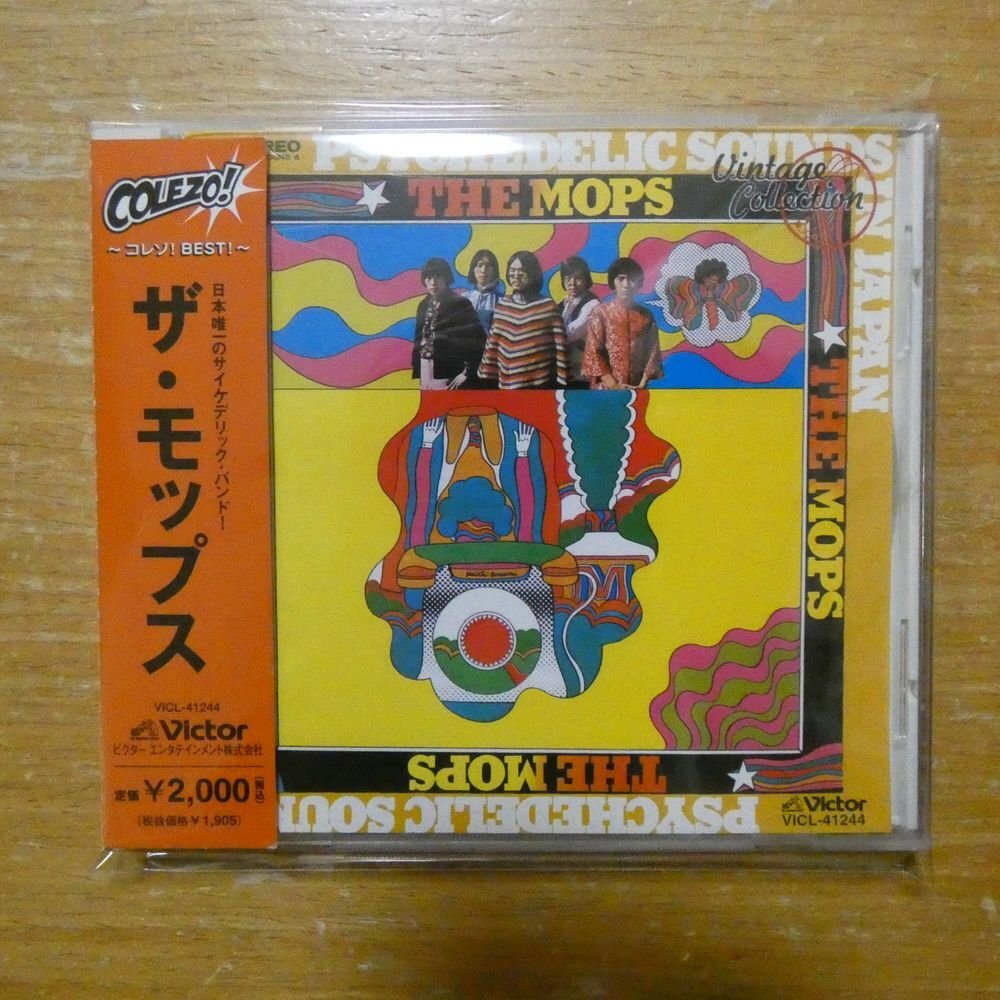 COLEZO!
～コレゾ! BEST!～
日本唯一のサイケデリック・バンド!
ザ・モップス
VICL-41244
Victor
ビクター エンタテインメント株式会社
定価 ¥2,000 (税込)
(税抜価格¥1,905)
REO
PSYCHEDELIC SOUNDS
IN JAPAN
Vintage
Collection
THE MOPS
THE MOPS
M
THE MOPS
PSYCHEDELIC SOUN
Victor
VICL-41244